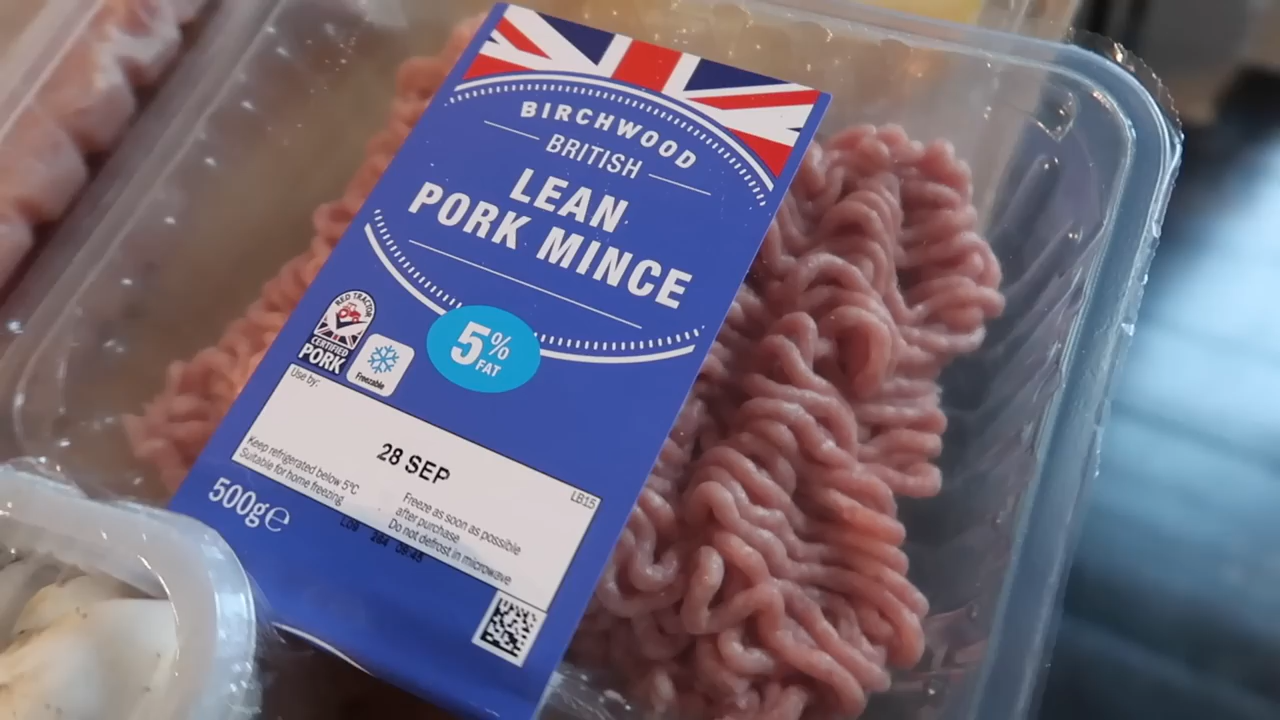 BIRCHWOOD
BRITISH
LEAN
PORK MINCE
RED TRACTOR
CERTIFIED
PORK
Freezable
5%
FAT
Use by:
28 SEP
LB15
Keep refrigerated below 5°C
Suitable for home freezing
Freeze as soon as possible
after purchase
Do not defrost in microwave
500g℮
09:45